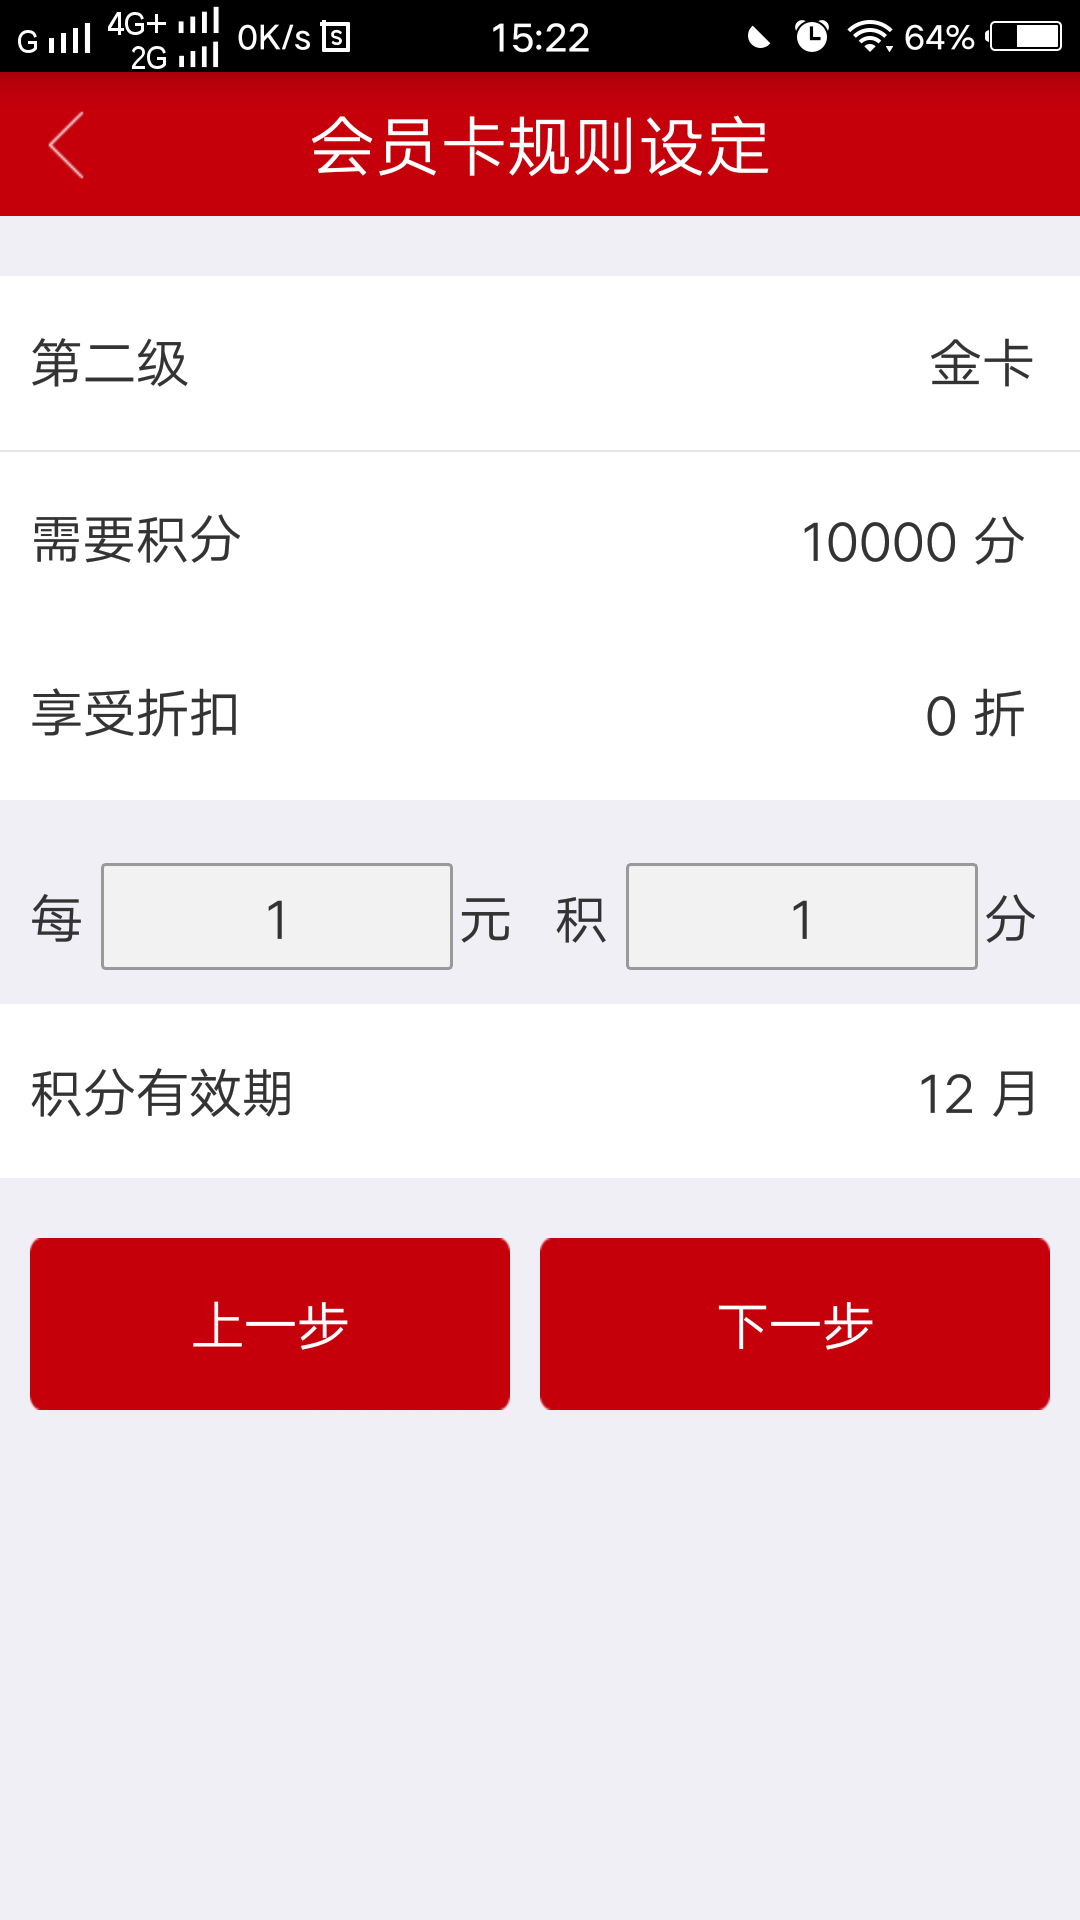 G 4G+ 2G 0K/s S 15:22 64%
会员卡规则设定
第二级 金卡
需要积分 10000 分
享受折扣 0 折
每 1 元 积 1 分
积分有效期 12 月
上一步 下一步